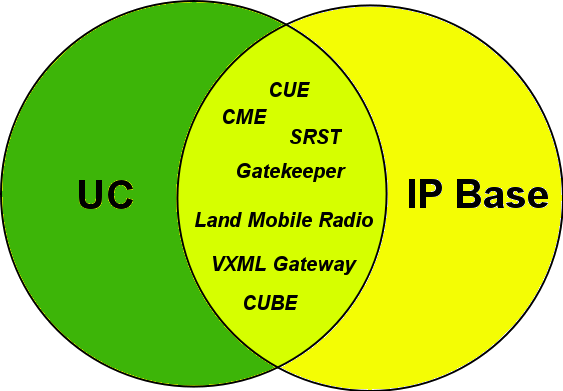 CUE
CME
SRST
Gatekeeper
UC
IP Base
Land Mobile Radio
VXML Gateway
CUBE